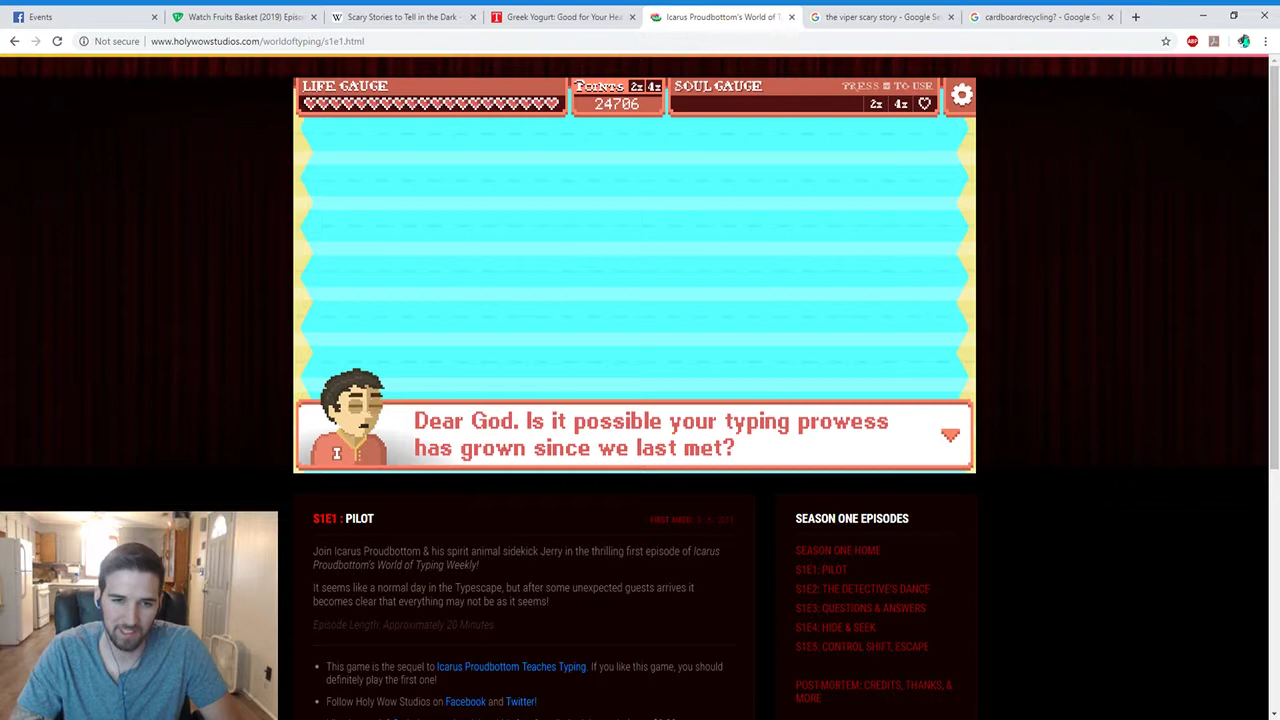 Events
Watch Fruits Basket (2019) Episo
Scary Stories to Tell in the Dark -
Greek Yogurt: Good for Your Hea
Icarus Proudbottom's World of T
the viper scary story - Google Se
cardboardrecycling? - Google Se
Not secure | www.holywowstudios.com/worldoftyping/s1e1.html
LIFE GAUGE
POINTS 2x 4x
24706
SOUL GAUGE
PRESS TO USE
2x 4x
Dear God. Is it possible your typing prowess
has grown since we last met?
S1E1 : PILOT
FIRST AIRED:
Join Icarus Proudbottom & his spirit animal sidekick Jerry in the thrilling first episode of Icarus
Proudbottom's World of Typing Weekly!
It seems like a normal day in the Typescape, but after some unexpected guests arrives it
becomes clear that everything may not be as it seems!
Episode Length: Approximately 20 Minutes
This game is the sequel to Icarus Proudbottom Teaches Typing. If you like this game, you should
definitely play the first one!
Follow Holy Wow Studios on Facebook and Twitter!
SEASON ONE EPISODES
SEASON ONE HOME
S1E1: PILOT
S1E2: THE DETECTIVE'S DANCE
S1E3: QUESTIONS & ANSWERS
S1E4: HIDE & SEEK
S1E5: CONTROL SHIFT, ESCAPE
POST-MORTEM: CREDITS, THANKS, &
MORE